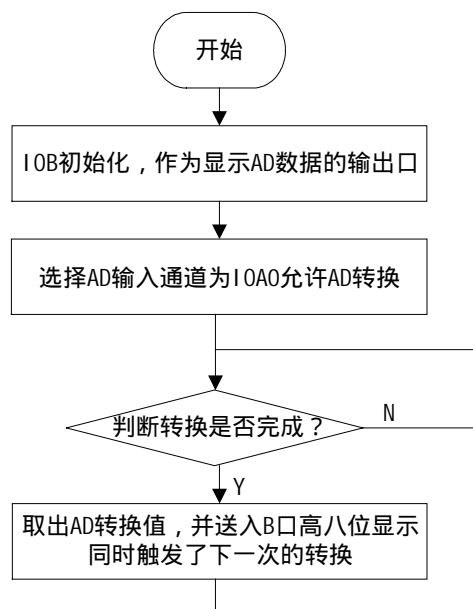 开始
IOB初始化，作为显示AD数据的输出口
选择AD输入通道为IOA0允许AD转换
判断转换是否完成？
N
Y
取出AD转换值，并送入B口高八位显示
同时触发了下一次的转换